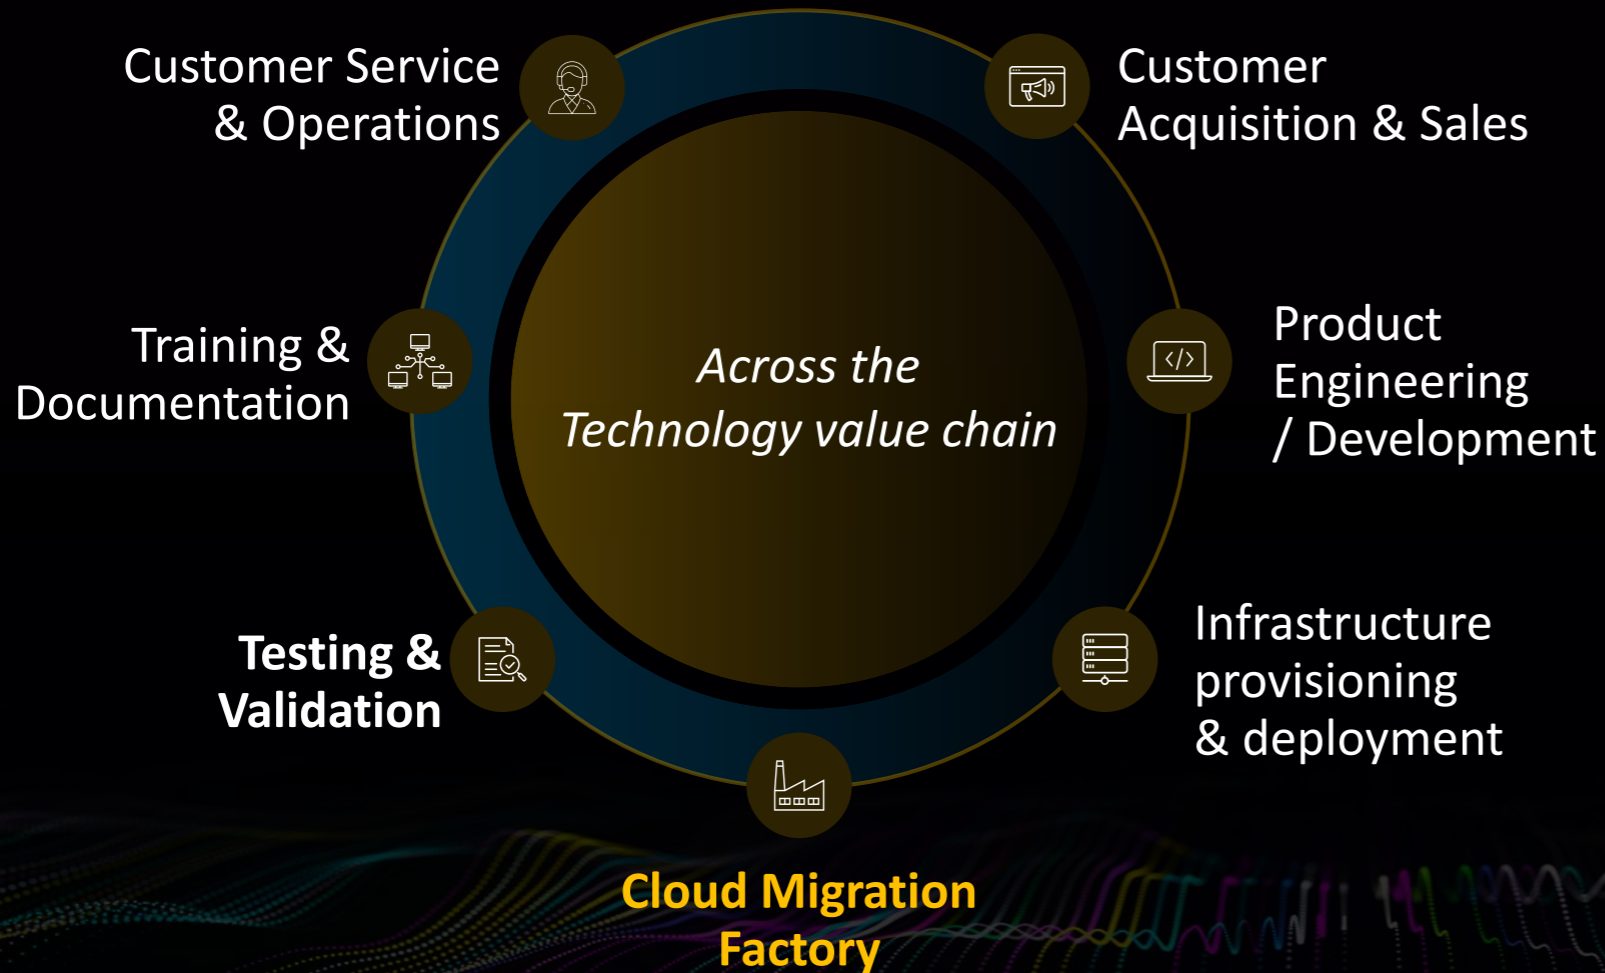 Customer Service
& Operations
Customer
Acquisition & Sales
Training &
Documentation
Across the
Technology value chain
Product
Engineering
/ Development
Testing &
Validation
Infrastructure
provisioning
& deployment
Cloud Migration
Factory